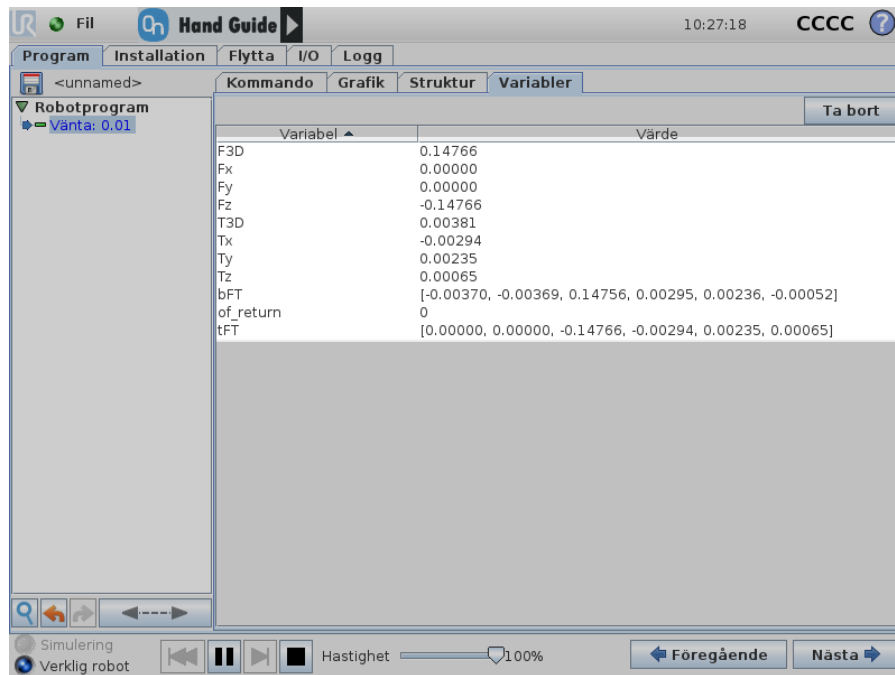 UR Fil On Hand Guide 10:27:18 CCCC ?
Program Installation Flytta I/O Logg
<unnamed> Kommando Grafik Struktur Variabler
Robotprogram
Vänta: 0.01
Ta bort
Variabel Värde
F3D 0.14766
Fx 0.00000
Fy 0.00000
Fz -0.14766
T3D 0.00381
Tx -0.00294
Ty 0.00235
Tz 0.00065
bFT [-0.00370, -0.00369, 0.14756, 0.00295, 0.00236, -0.00052]
of_return 0
tFT [0.00000, 0.00000, -0.14766, -0.00294, 0.00235, 0.00065]
Simulering
Verklig robot
Hastighet 100%
Föregående Nästa